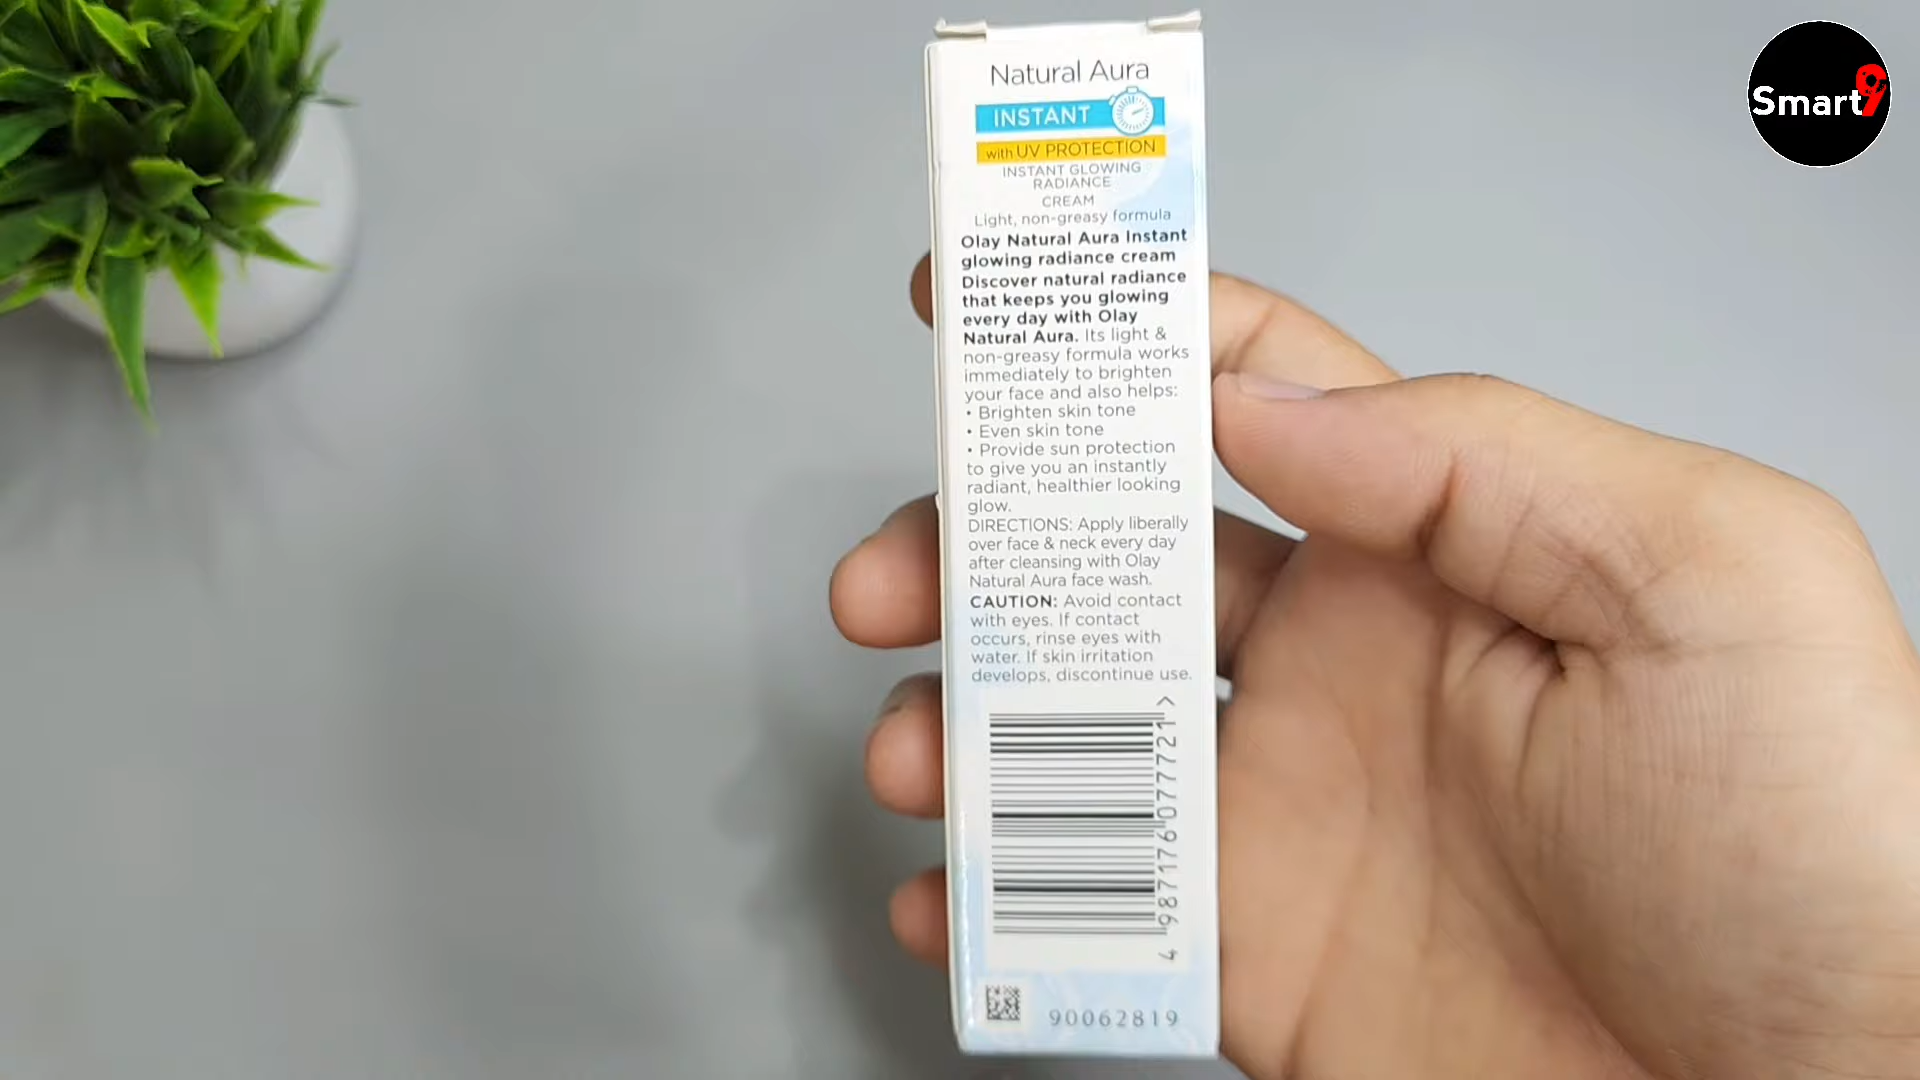 Natural Aura
INSTANT
with UV PROTECTION
INSTANT GLOWING
RADIANCE
CREAM
Light, non-greasy formula
Olay Natural Aura Instant
glowing radiance cream
Discover natural radiance
that keeps you glowing
every day with Olay
Natural Aura. Its light &
non-greasy formula works
immediately to brighten
your face and also helps:
• Brighten skin tone
• Even skin tone
• Provide sun protection
to give you an instantly
radiant, healthier looking
glow.
DIRECTIONS: Apply liberally
over face & neck every day
after cleansing with Olay
Natural Aura face wash.
CAUTION: Avoid contact
with eyes. If contact
occurs, rinse eyes with
water. If skin irritation
develops, discontinue use.
4 987176 077721 >
90062819
Smart9